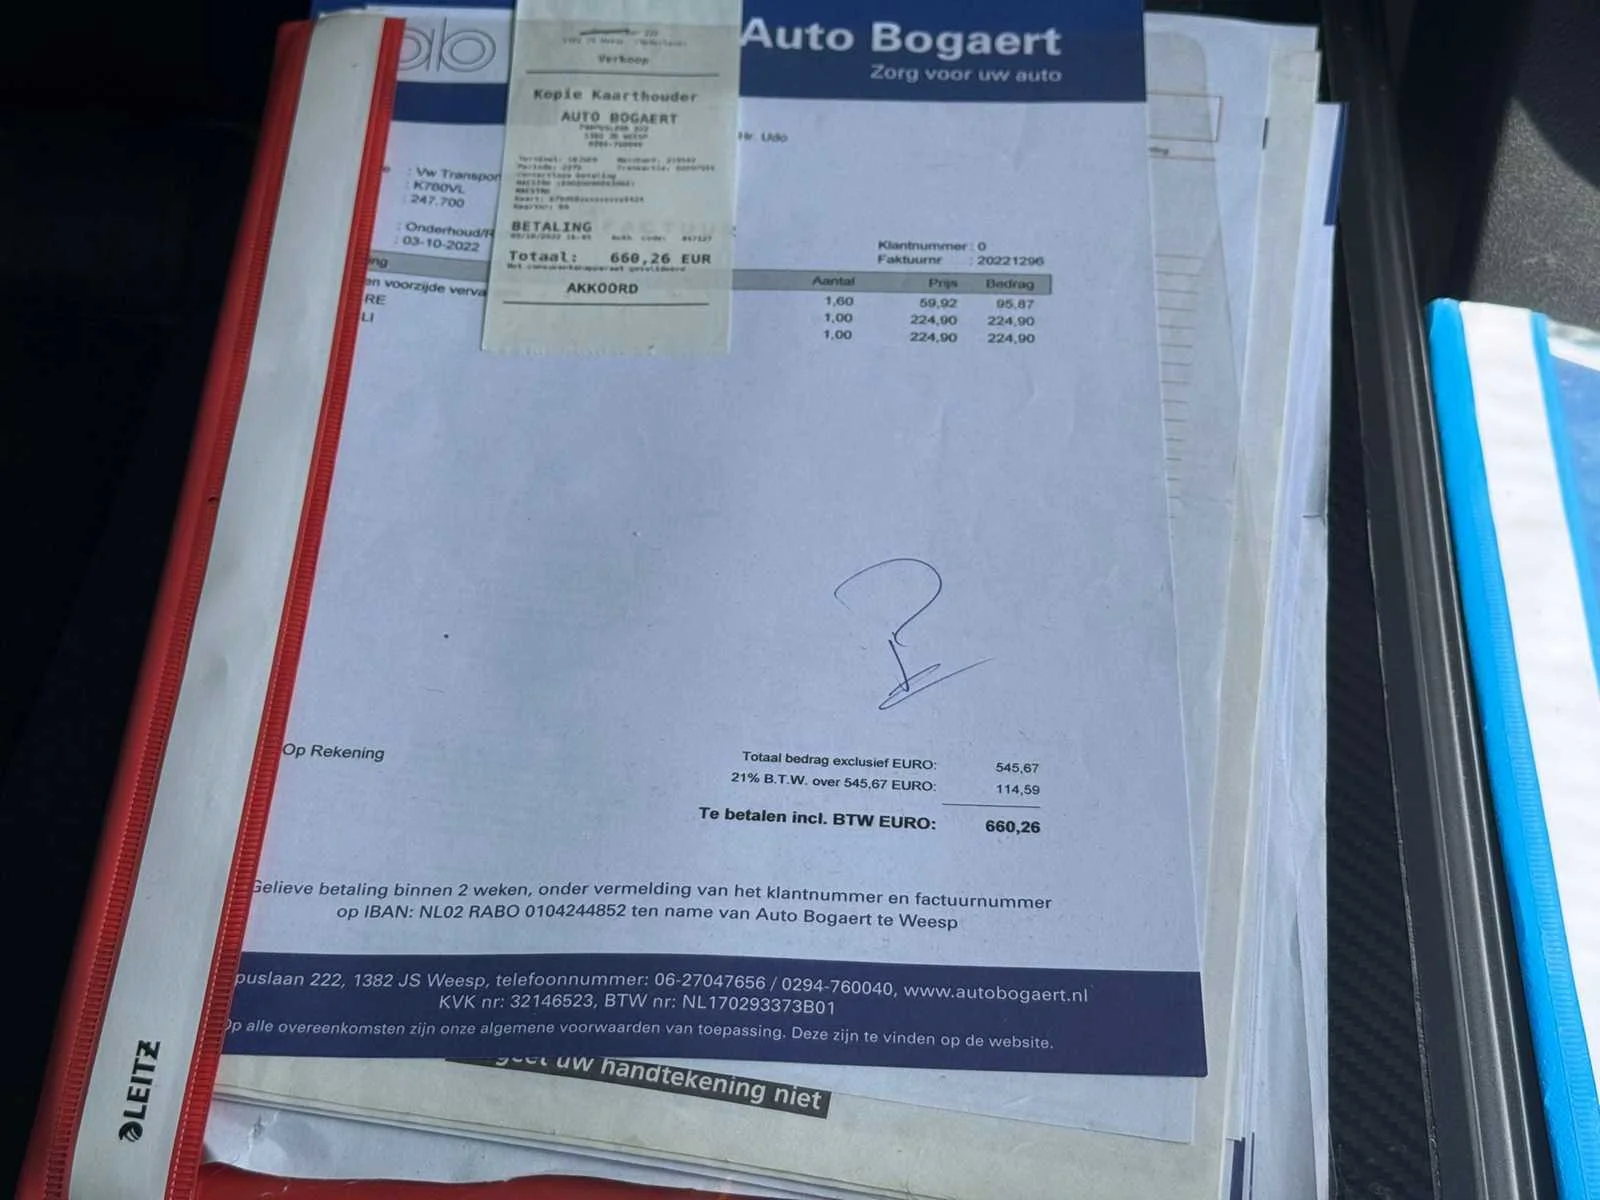 ab
Auto Bogaert
Zorg voor uw auto
Verkoop
Kopie Kaarthouder
AUTO BOGAERT
1382 JS WEESP
0294-760040
BETALING
Totaal: 660,26 EUR
AKKOORD
Hr. Udo
: Vw Transpor
: K760VL
: 247.700
: Onderhoud/R
: 03-10-2022
Klantnummer : 0
Faktuurnr : 20221296
ng Aantal Prijs Bedrag
en voorzijde verva 1,60 59,92 95,87
RE 1,00 224,90 224,90
LI 1,00 224,90 224,90
Op Rekening
Totaal bedrag exclusief EURO: 545,67
21% B.T.W. over 545,67 EURO: 114,59
Te betalen incl. BTW EURO: 660,26
Gelieve betaling binnen 2 weken, onder vermelding van het klantnummer en factuurnummer
op IBAN: NL02 RABO 0104244852 ten name van Auto Bogaert te Weesp
puslaan 222, 1382 JS Weesp, telefoonnummer: 06-27047656 / 0294-760040, www.autobogaert.nl
KVK nr: 32146523, BTW nr: NL170293373B01
Op alle overeenkomsten zijn onze algemene voorwaarden van toepassing. Deze zijn te vinden op de website.
uw handtekening niet
LEITZ